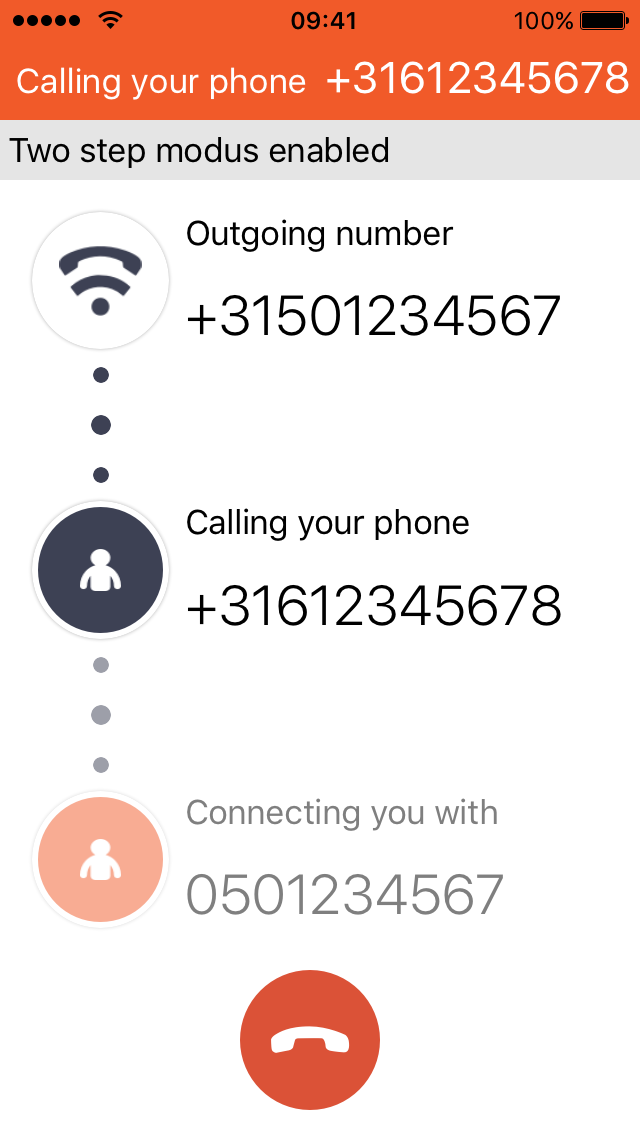 09:41 100%
Calling your phone +31612345678
Two step modus enabled
Outgoing number
+31501234567
Calling your phone
+31612345678
Connecting you with
0501234567